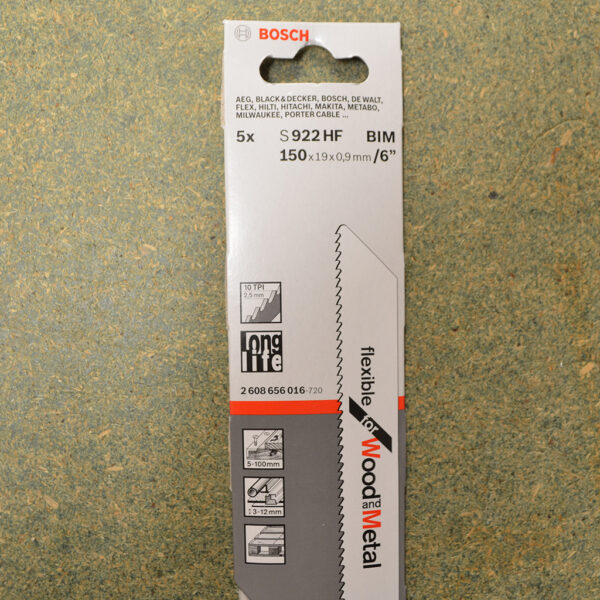 BOSCH
AEG, BLACK&DECKER, BOSCH, DE WALT,
FLEX, HILTI, HITACHI, MAKITA, METABO,
MILWAUKEE, PORTER CABLE ...
5x S 922 HF BIM
150 x 19 x 0,9 mm /6”
10 TPI
2,5 mm
long
life
2 608 656 016-720
flexible for Wood and Metal
5-100mm
3-12mm